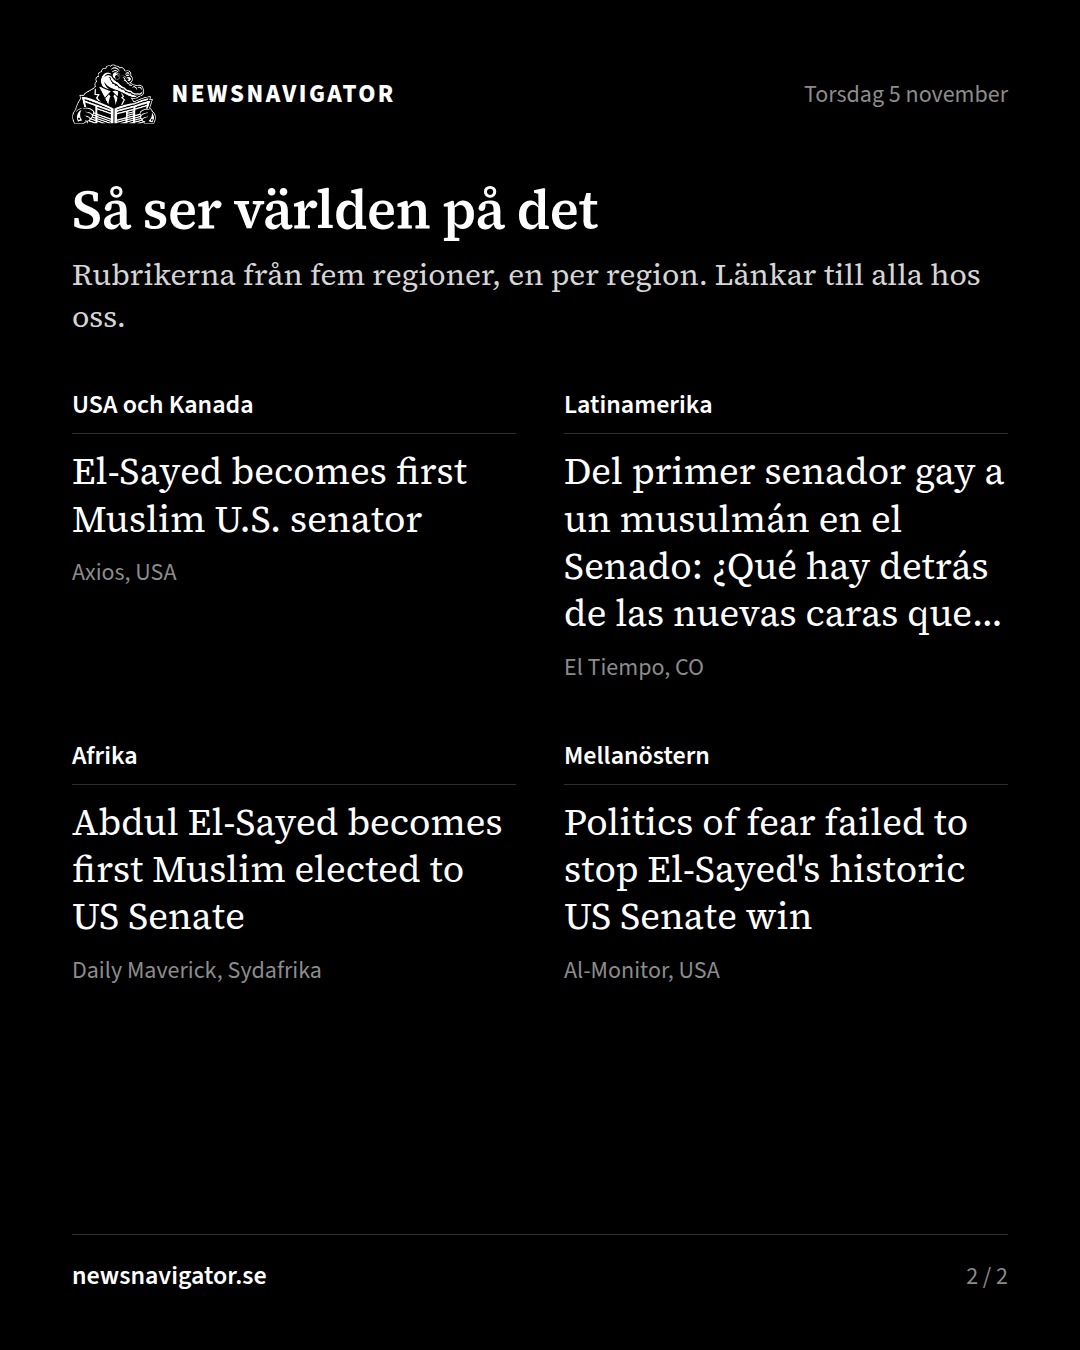 NEWSNAVIGATOR
Torsdag 5 november
Så ser världen på det
Rubrikerna från fem regioner, en per region. Länkar till alla hos
oss.
USA och Kanada
El-Sayed becomes first
Muslim U.S. senator
Axios, USA
Latinamerika
Del primer senador gay a
un musulmán en el
Senado: ¿Qué hay detrás
de las nuevas caras que...
El Tiempo, CO
Afrika
Abdul El-Sayed becomes
first Muslim elected to
US Senate
Daily Maverick, Sydafrika
Mellanöstern
Politics of fear failed to
stop El-Sayed's historic
US Senate win
Al-Monitor, USA
newsnavigator.se
2 / 2